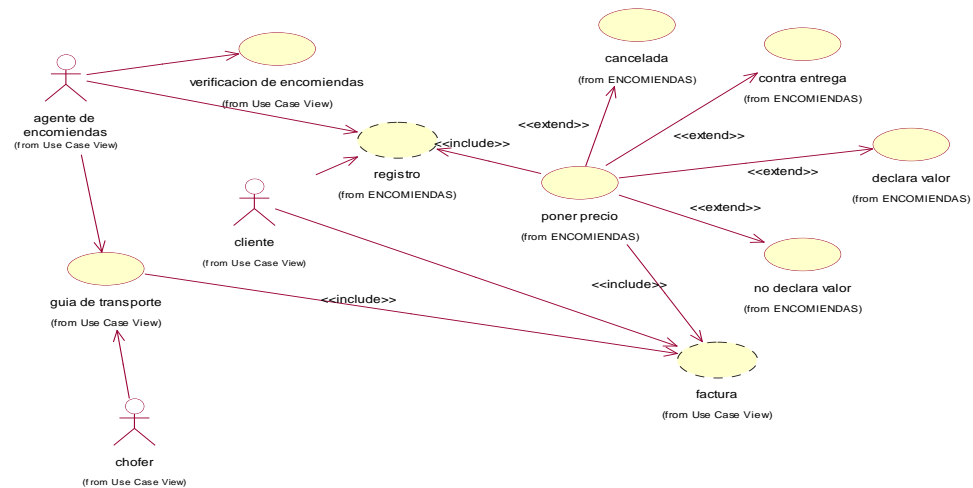 cancelada
(from ENCOMIENDAS)
contra entrega
(from ENCOMIENDAS)
verificacion de encomiendas
(from Use Case View)
agente de
encomiendas
(from Use Case View)
<<extend>>
<<extend>>
<<include>>
registro
(from ENCOMIENDAS)
<<extend>>
declara valor
(from ENCOMIENDAS)
poner precio
(from ENCOMIENDAS)
<<extend>>
cliente
(from Use Case View)
no declara valor
(from ENCOMIENDAS)
guia de transporte
(from Use Case View)
<<include>>
<<include>>
factura
(from Use Case View)
chofer
(from Use Case View)